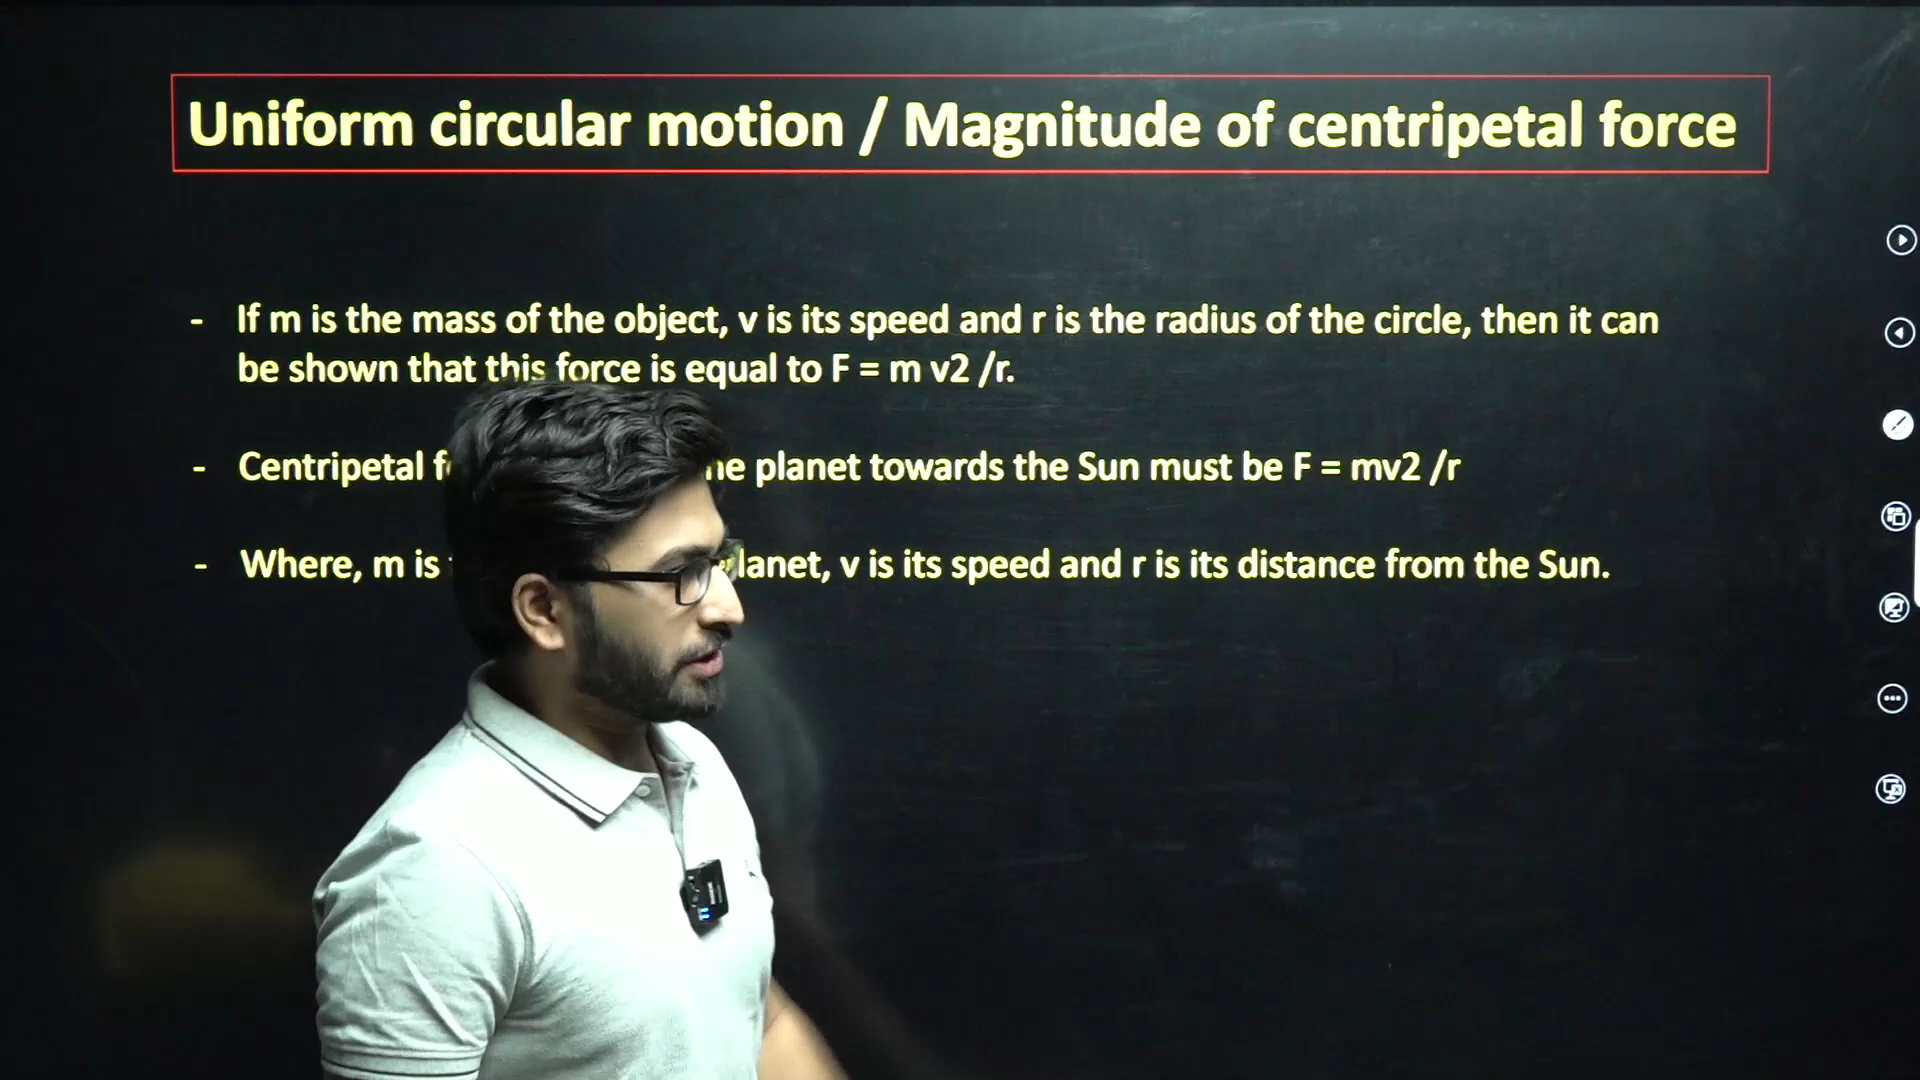 Uniform circular motion / Magnitude of centripetal force
- If m is the mass of the object, v is its speed and r is the radius of the circle, then it can
be shown that this force is equal to F = m v2 /r.
- Centripetal planet towards the Sun must be F = mv2 /r
- Where, m is v is its speed and r is its distance from the Sun.